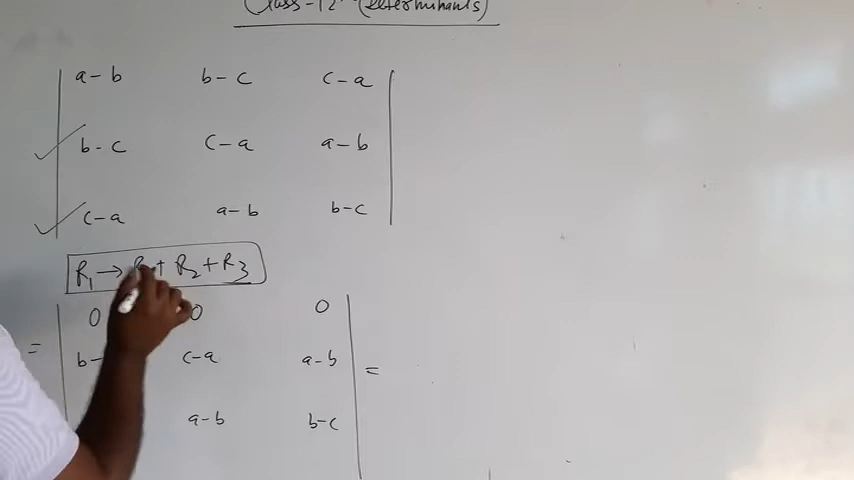 Class-12 (Determinants)
a-b b-c c-a
b-c c-a a-b
c-a a-b b-c
R1 → R1 + R2 + R3
0 0 0
= b- c-a a-b =
a-b b-c